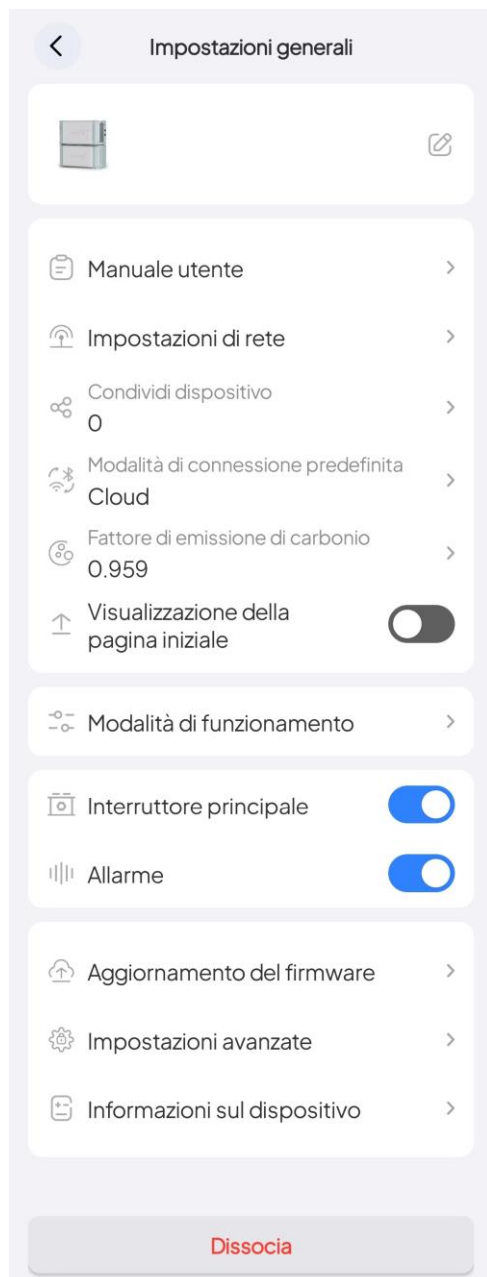 Impostazioni generali
Manuale utente
Impostazioni di rete
Condividi dispositivo
0
Modalità di connessione predefinita
Cloud
Fattore di emissione di carbonio
0.959
Visualizzazione della
pagina iniziale
Modalità di funzionamento
Interruttore principale
Allarme
Aggiornamento del firmware
Impostazioni avanzate
Informazioni sul dispositivo
Dissocia